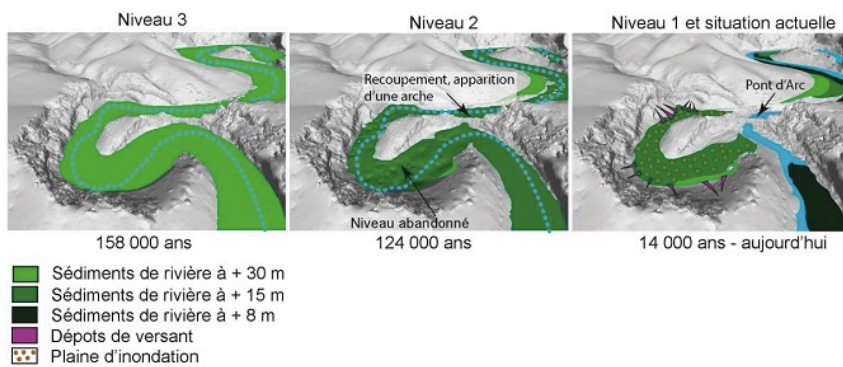 Niveau 3
Niveau 2
Niveau 1 et situation actuelle
Recoupement, apparition
d'une arche
Pont d'Arc
Niveau abandonné
158 000 ans
124 000 ans
14 000 ans - aujourd'hui
Sédiments de rivière à + 30 m
Sédiments de rivière à + 15 m
Sédiments de rivière à + 8 m
Dépots de versant
Plaine d'inondation